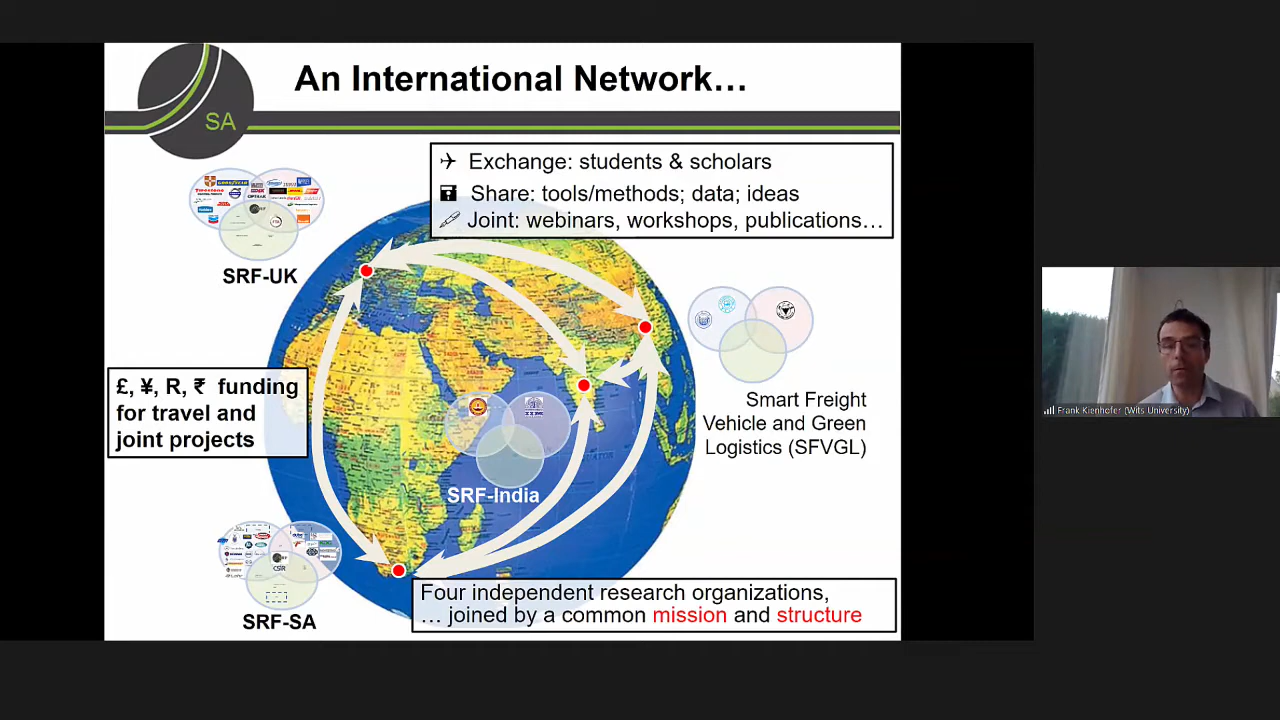 SA
An International Network…
Exchange: students & scholars
Share: tools/methods; data; ideas
Joint: webinars, workshops, publications…
SRF-UK
£, ¥, R, ₹ funding
for travel and
joint projects
Smart Freight
Vehicle and Green
Logistics (SFVGL)
SRF-India
SRF-SA
CSIR
Four independent research organizations,
… joined by a common mission and structure
Frank Kienhofer (Wits University)